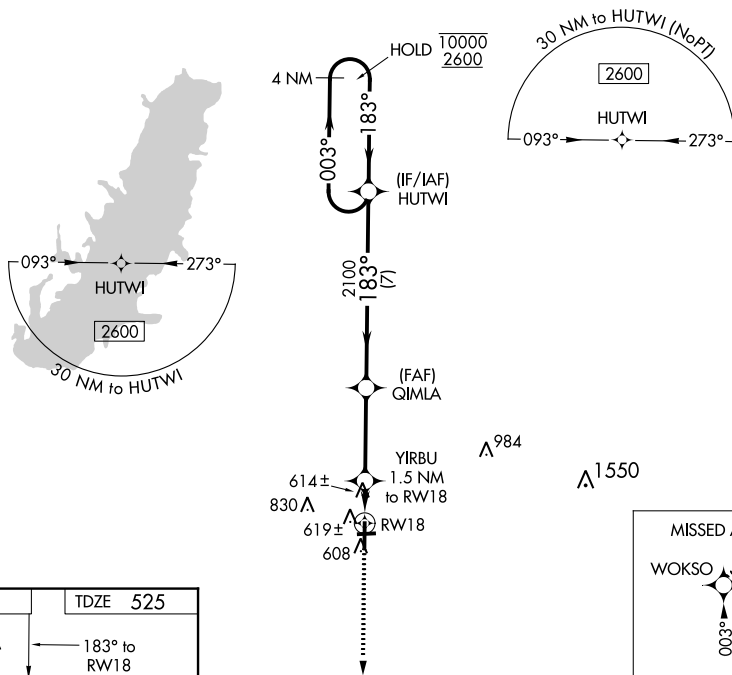 HOLD 10000
2600
4 NM
183°
003°
(IF/IAF)
HUTWI
30 NM to HUTWI (NoPT)
2600
HUTWI
093°
273°
093°
273°
HUTWI
2600
30 NM to HUTWI
2100
183°
(7)
(FAF)
QIMLA
YIRBU
1.5 NM
to RW18
614±
830
619±
608
RW18
984
1550
MISSED
WOKSO
003°
TDZE 525
183° to
RW18